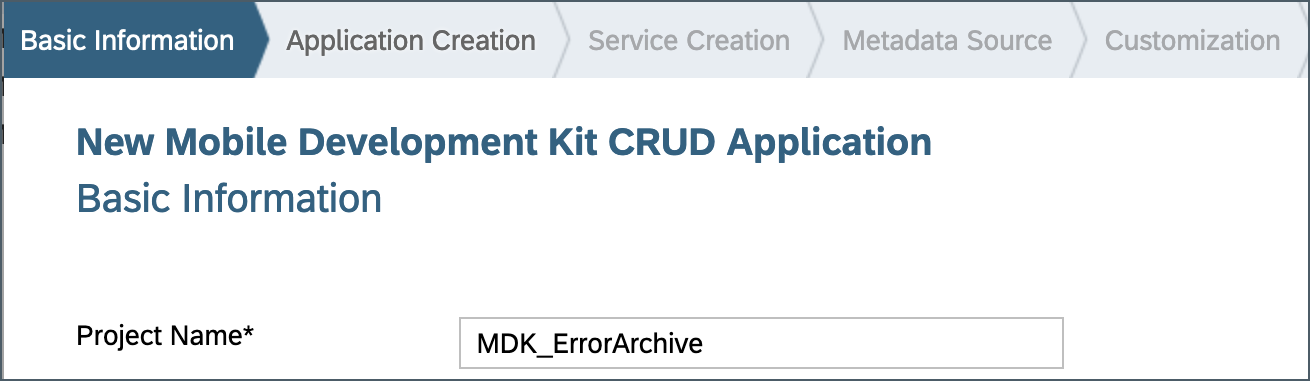 Basic Information Application Creation Service Creation Metadata Source Customization
New Mobile Development Kit CRUD Application
Basic Information
Project Name* MDK_ErrorArchive